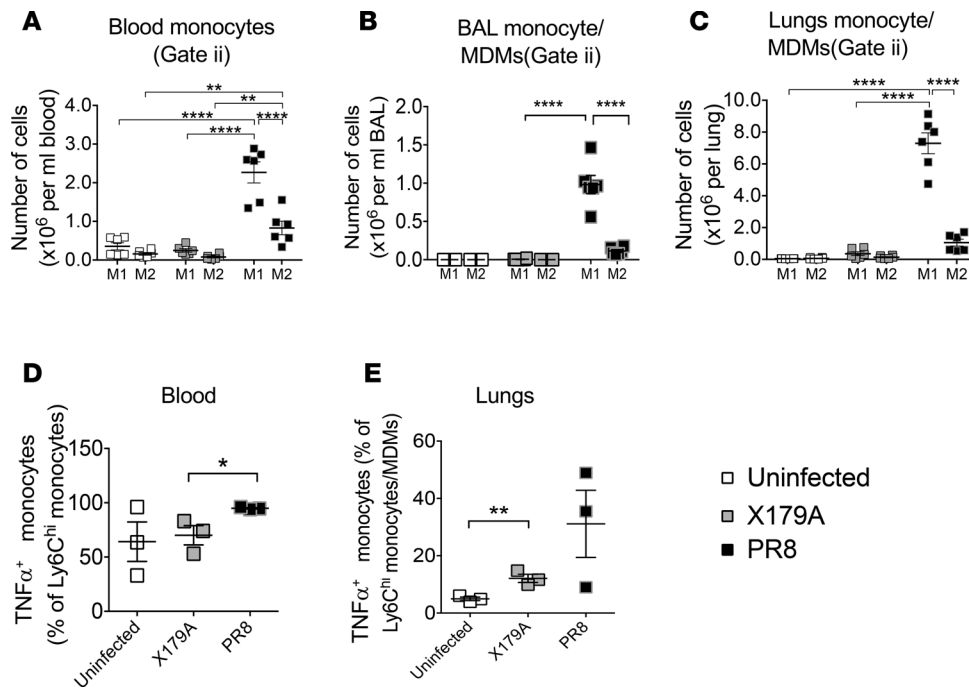 A
Blood monocytes
(Gate ii)
**
**
****
****
****
Number of cells
(x10⁶ per ml blood)
4.0
3.0
2.0
1.0
0.0
M1 M2 M1 M2 M1 M2
B
BAL monocyte/
MDMs(Gate ii)
****
****
Number of cells
(x10⁶ per ml BAL)
2.0
1.5
1.0
0.5
0.0
M1 M2 M1 M2 M1 M2
C
Lungs monocyte/
MDMs(Gate ii)
****
****
****
Number of cells
(x10⁶ per lung)
10.0
8.0
6.0
4.0
2.0
0.0
M1 M2 M1 M2 M1 M2
D
Blood
*
TNFα⁺ monocytes
(% of Ly6Cʰⁱ monocytes)
150
100
50
0
Uninfected
X179A
PR8
E
Lungs
**
TNFα⁺ monocytes (% of
Ly6Cʰⁱ monocytes/MDMs)
60
40
20
0
Uninfected
X179A
PR8
Uninfected
X179A
PR8